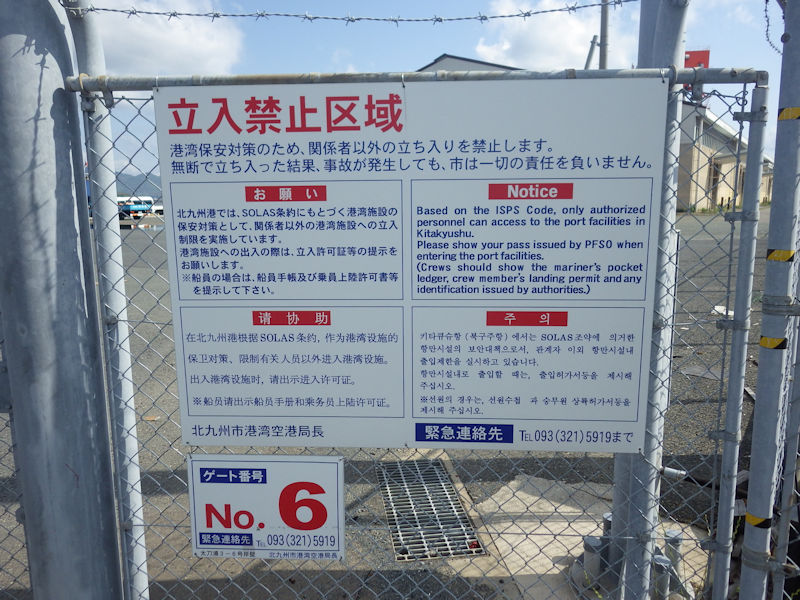 立入禁止区域
港湾保安対策のため、関係者以外の立ち入りを禁止します。
無断で立ち入った結果、事故が発生しても、市は一切の責任を負いません。
お願い
北九州港では、SOLAS条約にもとづく港湾施設の
保安対策として、関係者以外の港湾施設への立入
制限を実施しています。
港湾施設への出入の際は、立入許可証等の提示を
お願いします。
※船員の場合は、船員手帳及び乗員上陸許可書等
を提示して下さい。
Notice
Based on the ISPS Code, only authorized
personnel can access to the port facilities in
Kitakyushu.
Please show your pass issued by PFSO when
entering the port facilities.
(Crews should show the mariner's pocket
ledger, crew member's landing permit and any
identification issued by authorities.)
请协助
在北九州港根据SOLAS条约，作为港湾设施的
保卫对策、限制有关人员以外进入港湾设施。
出入港湾设施时，请出示进入许可证。
※船员请出示船员手册和乘务员上陆许可证。
주의
키타큐슈항(북구주항)에서는 SOLAS조약에 의거한
항만시설의 보안대책으로서, 관계자 이외 항만시설내
출입제한을 실시하고 있습니다.
항만시설내로 출입할 때는, 출입허가서등을 제시해
주십시오.
※선원의 경우는, 선원수첩 과 승무원 상륙허가서등을
제시해 주십시오.
北九州市港湾空港局長
緊急連絡先 TEL 093(321)5919まで
ゲート番号
No. 6
緊急連絡先 TEL 093(321)5919
太刀浦3-6号岸壁 北九州市港湾空港局長